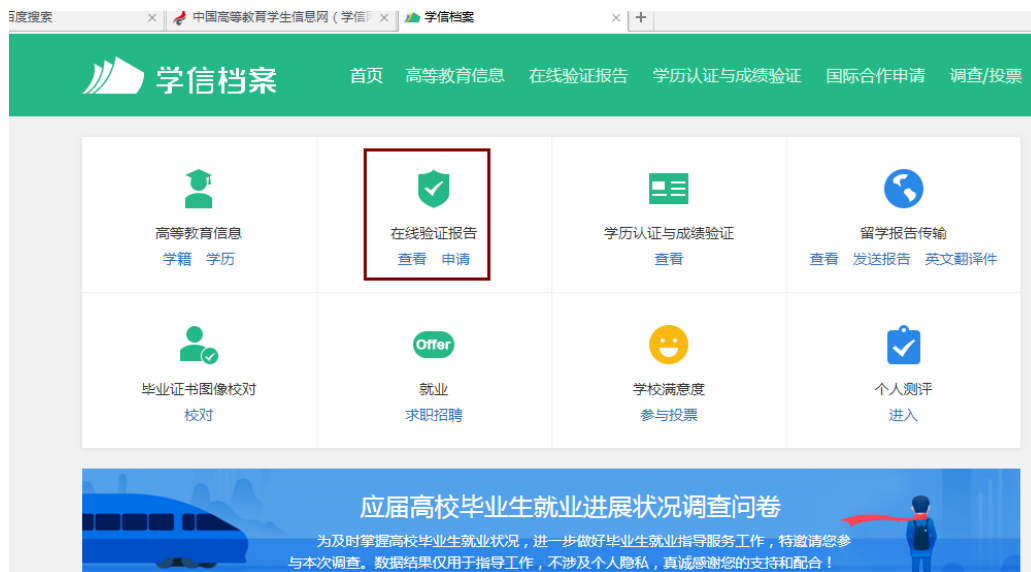 百度搜索
中国高等教育学生信息网（学信
学信档案
学信档案
首页 高等教育信息 在线验证报告 学历认证与成绩验证 国际合作申请 调查/投票
高等教育信息 在线验证报告 学历认证与成绩验证 留学报告传输
学籍 学历 查看 申请 查看 查看 发送报告 英文翻译件
Offer
毕业证书图像校对 就业 学校满意度 个人测评
校对 求职招聘 参与投票 进入
应届高校毕业生就业进展状况调查问卷
为及时掌握高校毕业生就业状况，进一步做好毕业生就业指导服务工作，特邀请您参
与本次调查。数据结果仅用于指导工作，不涉及个人隐私，真诚感谢您的支持和配合！